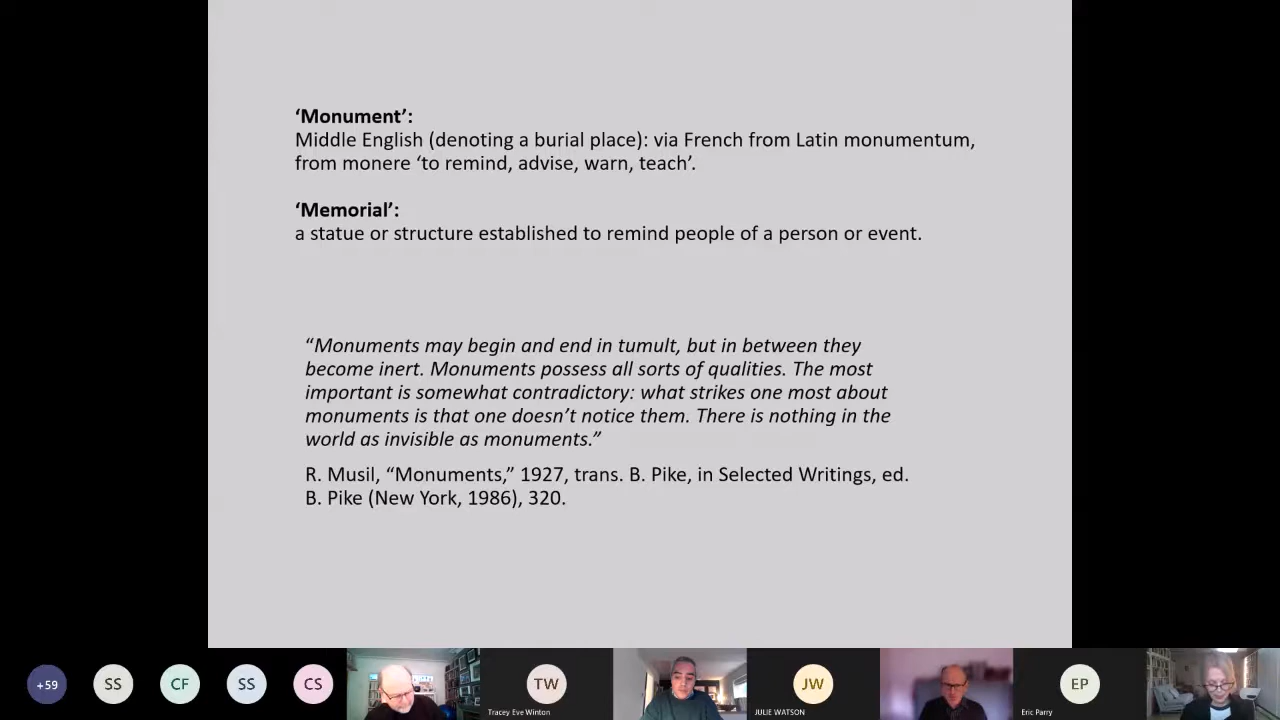 ‘Monument’:
Middle English (denoting a burial place): via French from Latin monumentum,
from monere ‘to remind, advise, warn, teach’.
‘Memorial’:
a statue or structure established to remind people of a person or event.
“Monuments may begin and end in tumult, but in between they
become inert. Monuments possess all sorts of qualities. The most
important is somewhat contradictory: what strikes one most about
monuments is that one doesn’t notice them. There is nothing in the
world as invisible as monuments.”
R. Musil, “Monuments,” 1927, trans. B. Pike, in Selected Writings, ed.
B. Pike (New York, 1986), 320.
+59
SS
CF
SS
CS
TW
Tracey Eve Winton
JW
JULIE WATSON
EP
Eric Parry